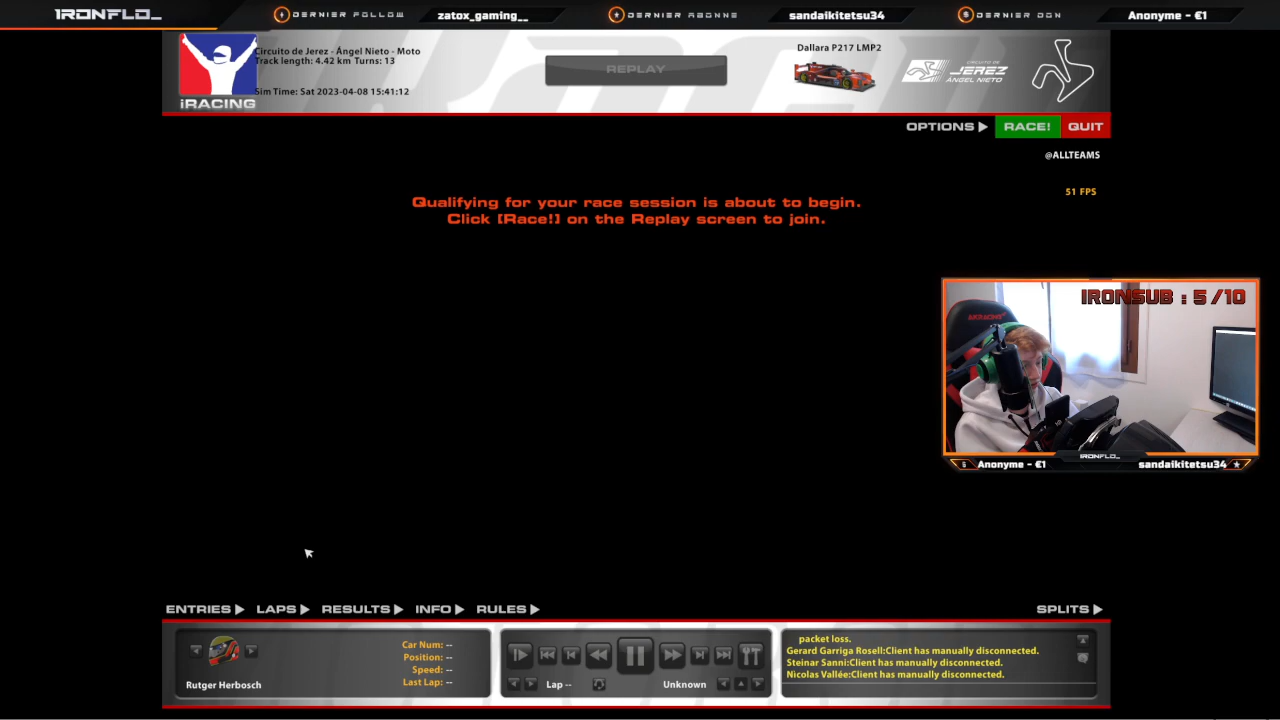 IRONFLO_
DERNIER FOLLOW
zatox_gaming__
DERNIER ABONNE
sandaikitetsu34
DERNIER DON
Anonyme - €1
iRACING
Circuito de Jerez - Ángel Nieto - Moto
Track length: 4.42 km Turns: 13
Sim Time: Sat 2023-04-08 15:41:12
REPLAY
Dallara P217 LMP2
CIRCUITO DE
JEREZ
ÁNGEL NIETO
OPTIONS
RACE!
QUIT
@ALLTEAMS
51 FPS
Qualifying for your race session is about to begin.
Click [Race!] on the Replay screen to join.
IRONSUB : 5 /10
AKRACING
IRONFLO_
Anonyme - €1
sandaikitetsu34
ENTRIES
LAPS
RESULTS
INFO
RULES
SPLITS
Rutger Herbosch
Car Num: --
Position: --
Speed: --
Last Lap: --
Lap --
Unknown
packet loss.
Gerard Garriga Rosell:Client has manually disconnected.
Steinar Sanni:Client has manually disconnected.
Nicolas Vallée:Client has manually disconnected.